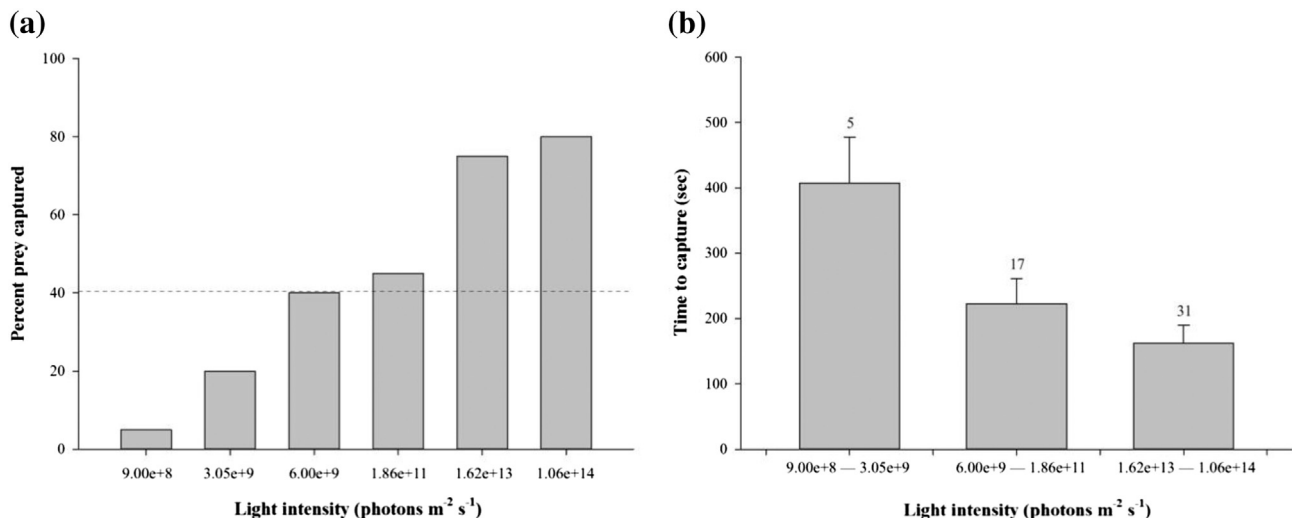 (a)
Percent prey captured
100
80
60
40
20
0
9.00e+8 3.05e+9 6.00e+9 1.86e+11 1.62e+13 1.06e+14
Light intensity (photons m⁻² s⁻¹)
(b)
Time to capture (sec)
600
500
400
300
200
100
0
5
17
31
9.00e+8 — 3.05e+9 6.00e+9 — 1.86e+11 1.62e+13 — 1.06e+14
Light intensity (photons m⁻² s⁻¹)